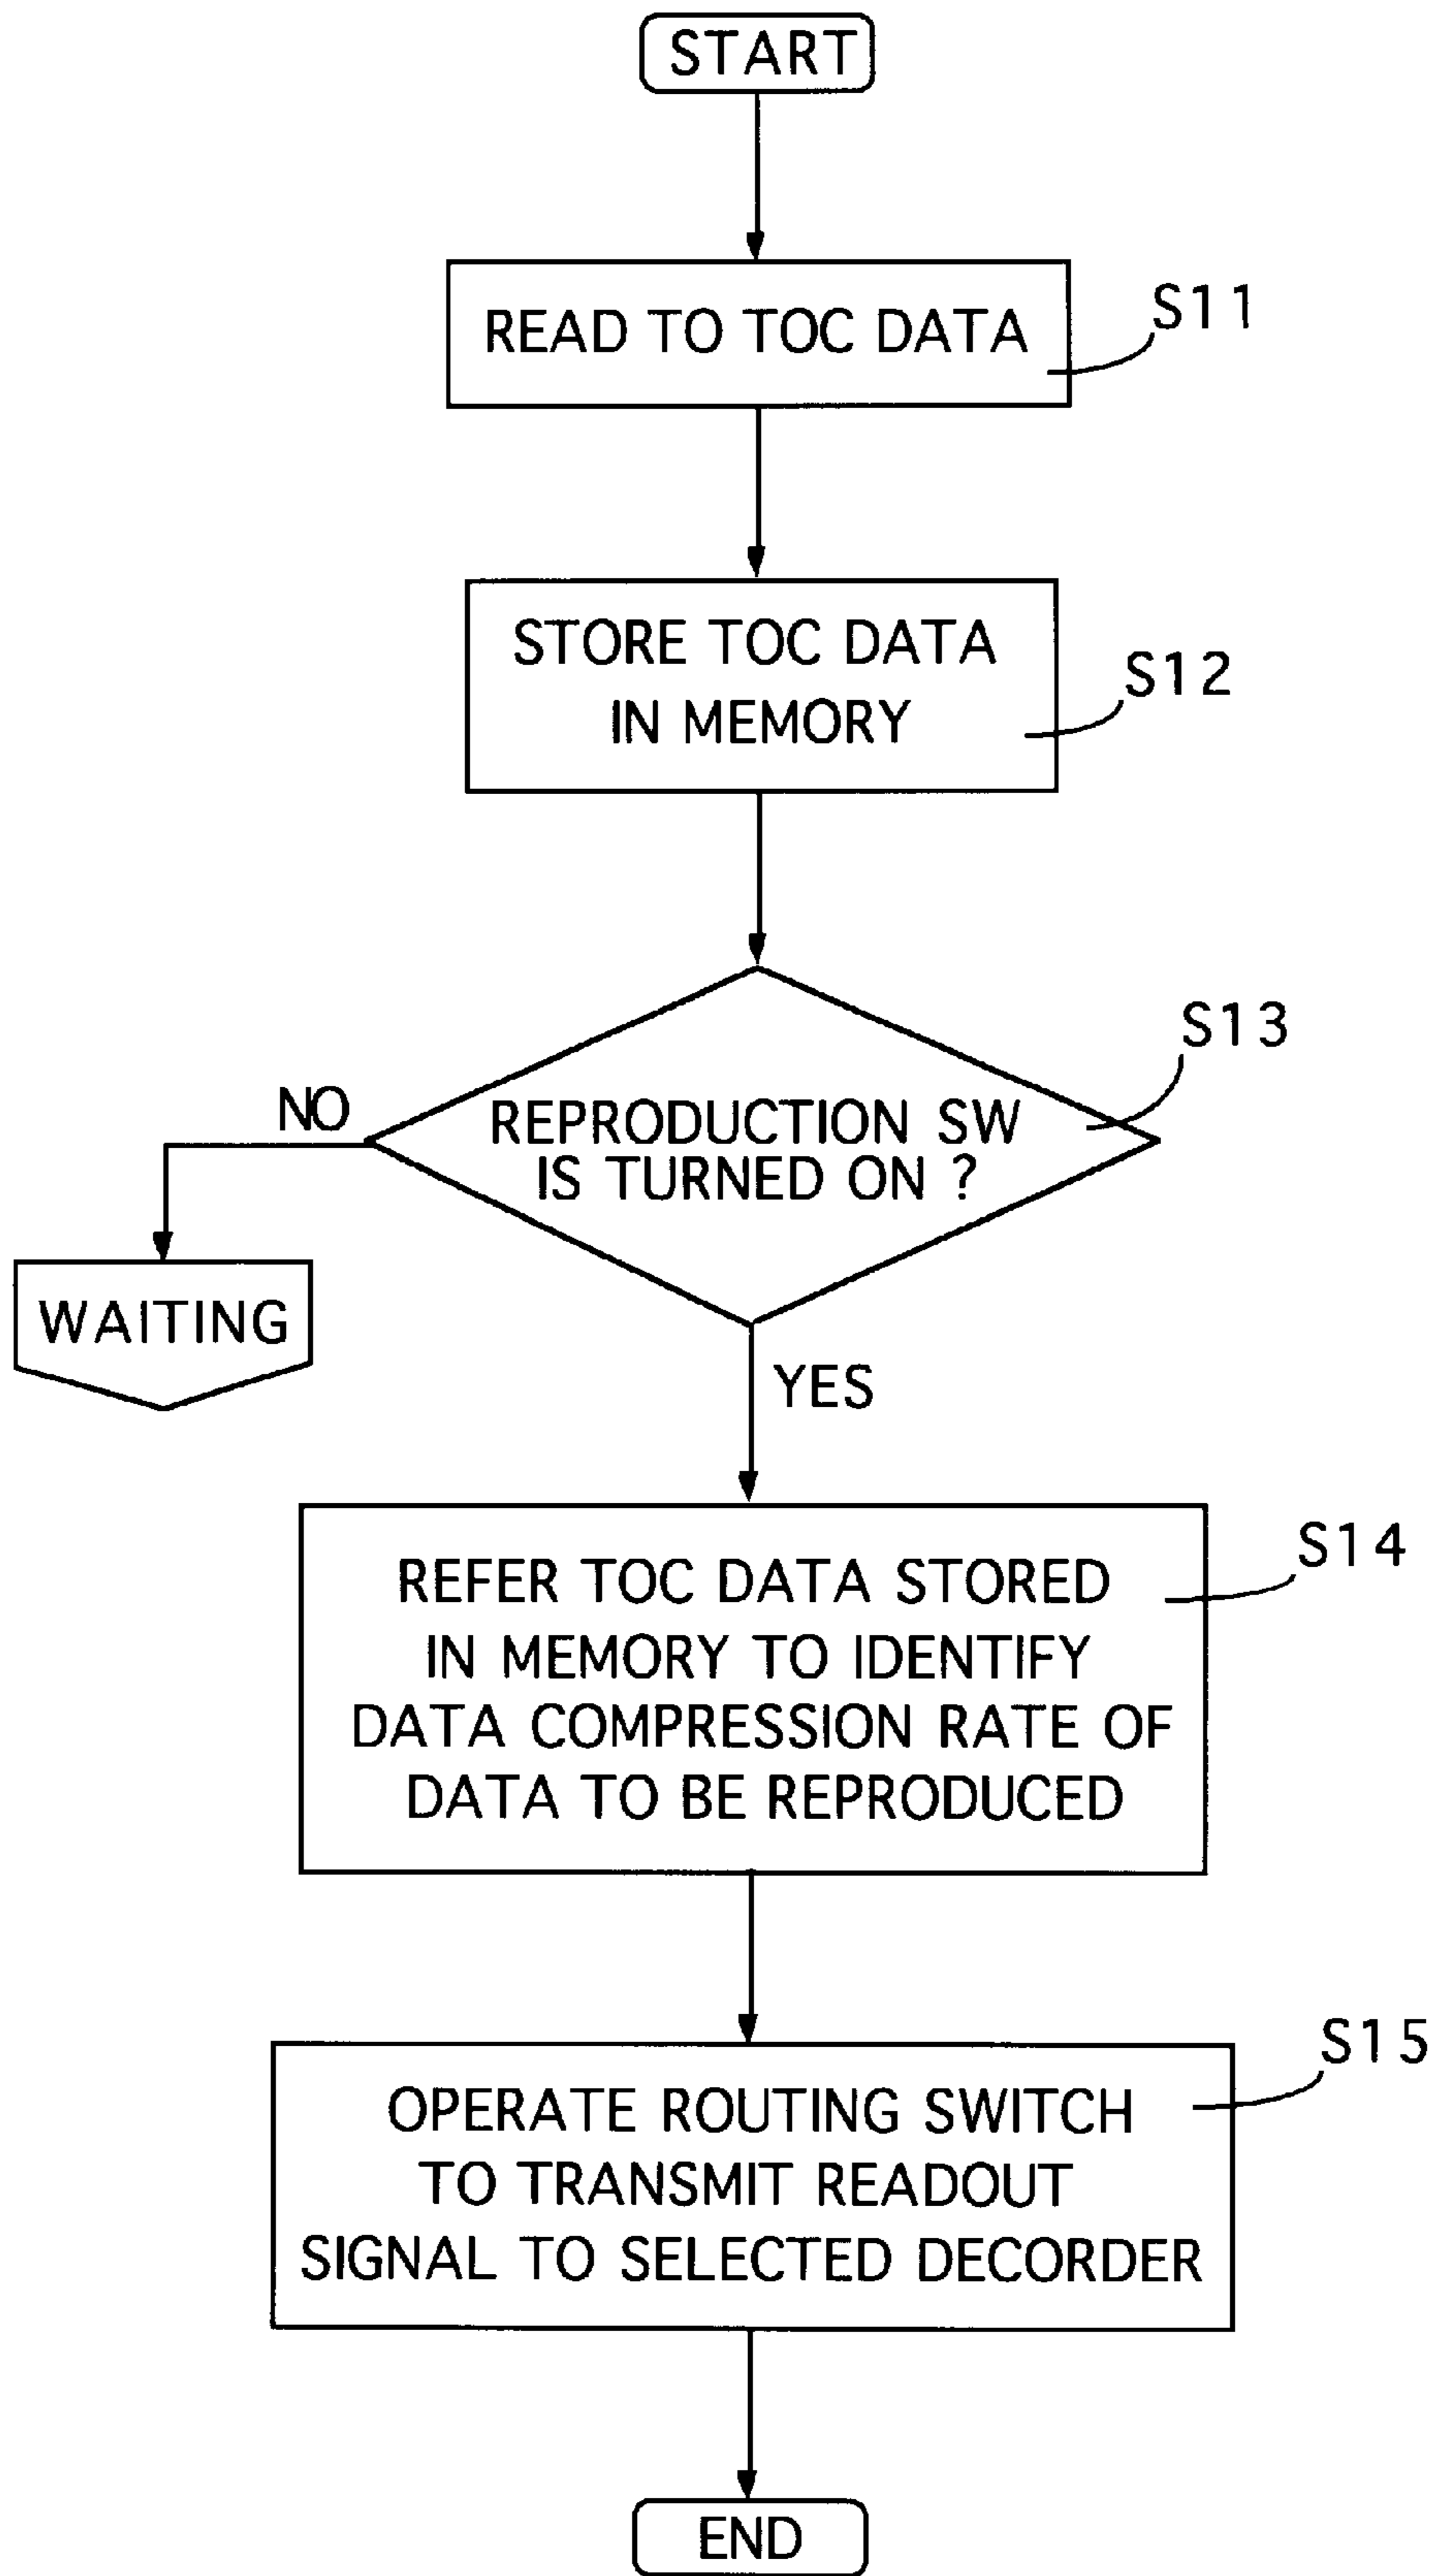 START
READ TO TOC DATA
S11
STORE TOC DATA
IN MEMORY
S12
S13
REPRODUCTION SW
IS TURNED ON ?
NO
WAITING
YES
S14
REFER TOC DATA STORED
IN MEMORY TO IDENTIFY
DATA COMPRESSION RATE OF
DATA TO BE REPRODUCED
S15
OPERATE ROUTING SWITCH
TO TRANSMIT READOUT
SIGNAL TO SELECTED DECORDER
END